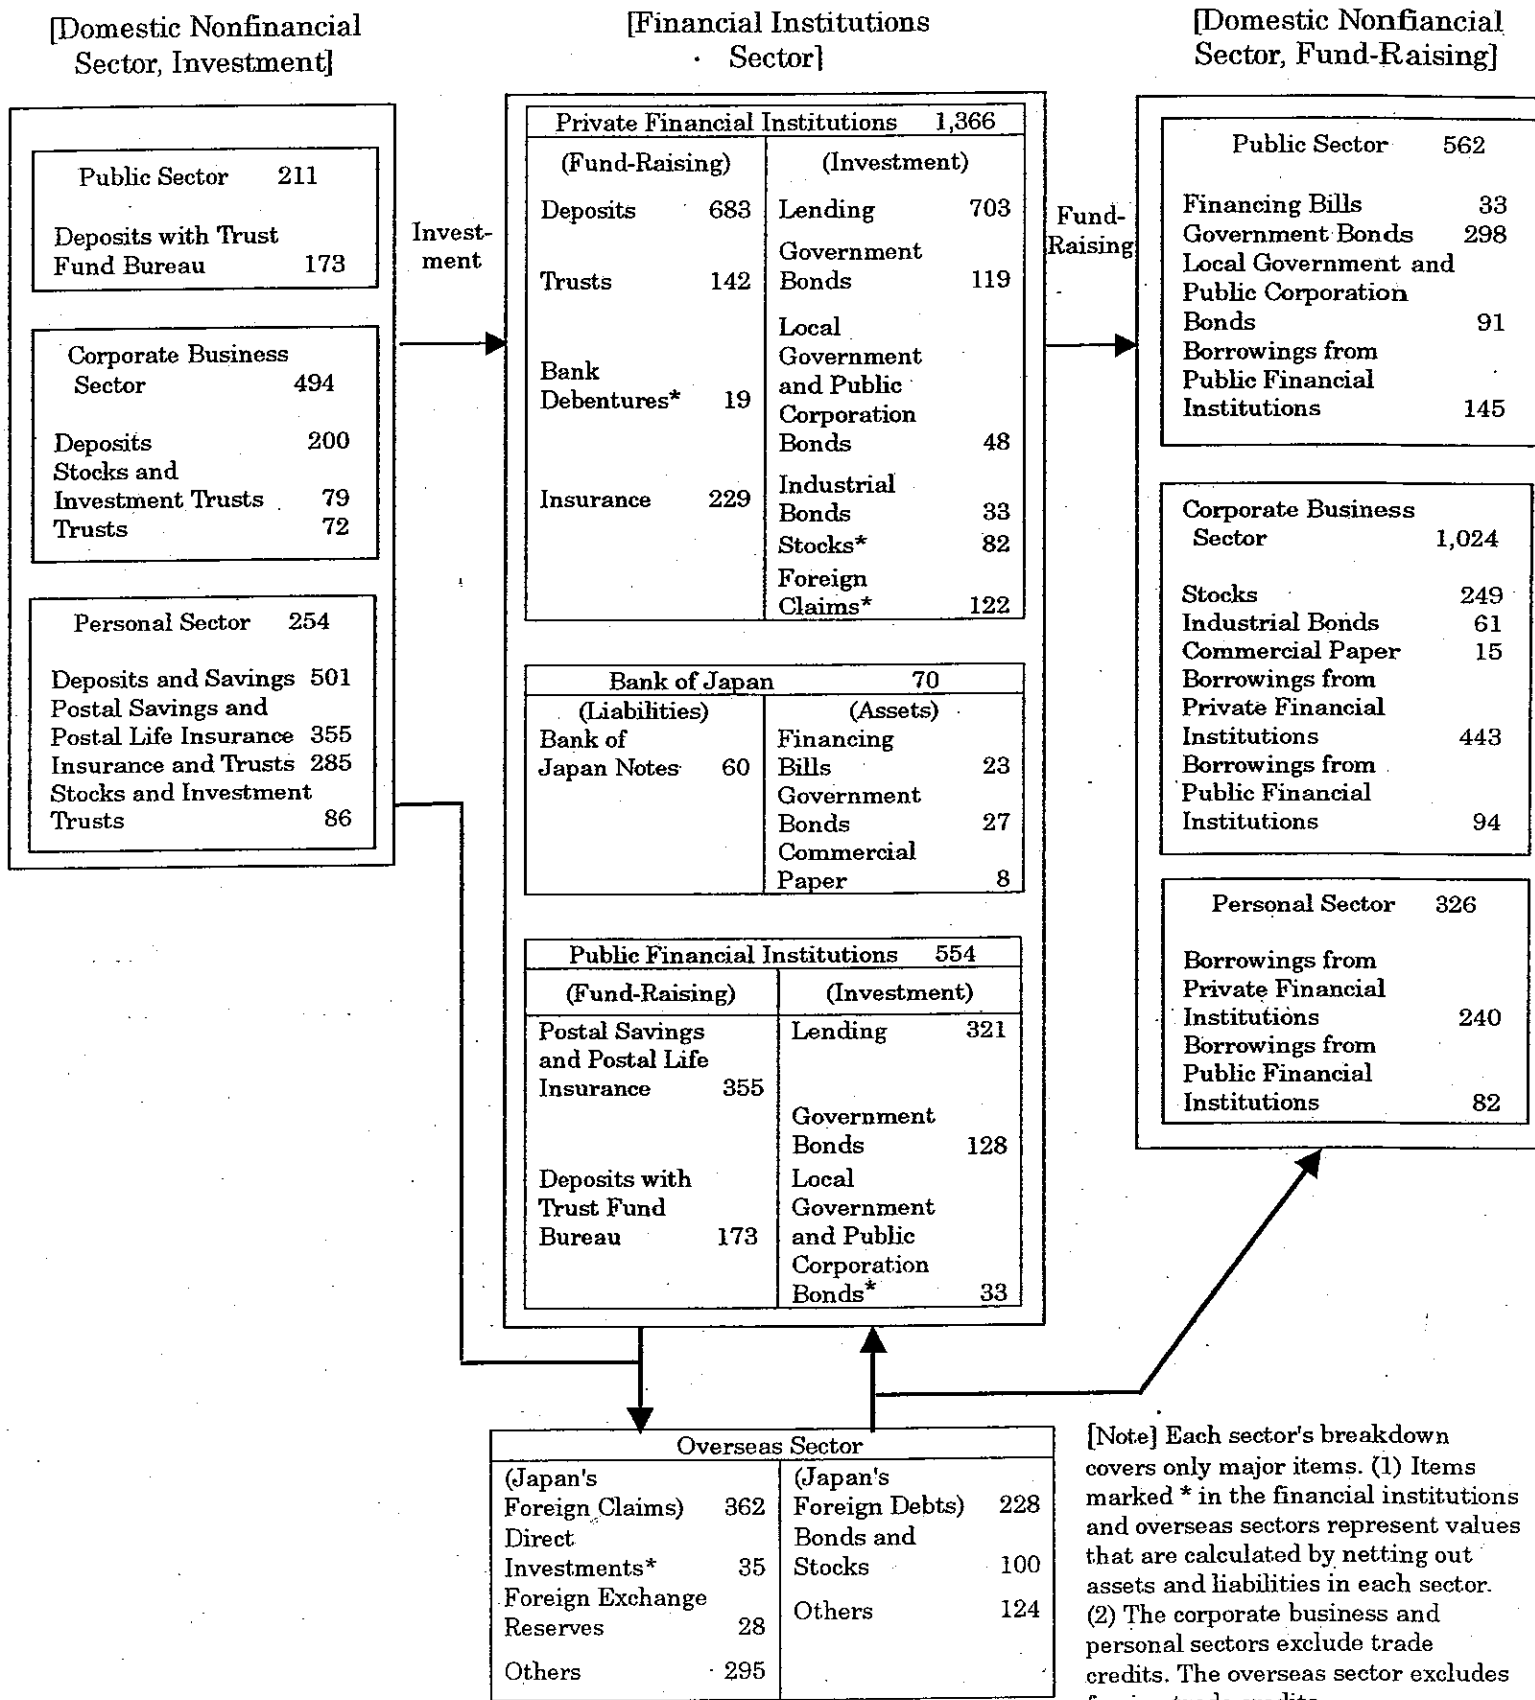 [Domestic Nonfinancial
Sector, Investment]
Public Sector 211
Deposits with Trust
Fund Bureau 173
Corporate Business
Sector 494
Deposits 200
Stocks and
Investment Trusts 79
Trusts 72
Personal Sector 254
Deposits and Savings 501
Postal Savings and
Postal Life Insurance 355
Insurance and Trusts 285
Stocks and Investment
Trusts 86
Invest-
ment
[Financial Institutions
Sector]
Private Financial Institutions 1,366
(Fund-Raising)
Deposits 683
Trusts 142
Bank
Debentures* 19
Insurance 229
(Investment)
Lending 703
Government
Bonds 119
Local
Government
and Public
Corporation
Bonds 48
Industrial
Bonds 33
Stocks* 82
Foreign
Claims* 122
Bank of Japan 70
(Liabilities)
Bank of
Japan Notes 60
(Assets)
Financing
Bills 23
Government
Bonds 27
Commercial
Paper 8
Public Financial Institutions 554
(Fund-Raising)
Postal Savings
and Postal Life
Insurance 355
Deposits with
Trust Fund
Bureau 173
(Investment)
Lending 321
Government
Bonds 128
Local
Government
and Public
Corporation
Bonds* 33
Fund-
Raising
[Domestic Nonfiancial
Sector, Fund-Raising]
Public Sector 562
Financing Bills 33
Government Bonds 298
Local Government and
Public Corporation
Bonds 91
Borrowings from
Public Financial
Institutions 145
Corporate Business
Sector 1,024
Stocks 249
Industrial Bonds 61
Commercial Paper 15
Borrowings from
Private Financial
Institutions 443
Borrowings from
Public Financial
Institutions 94
Personal Sector 326
Borrowings from
Private Financial
Institutions 240
Borrowings from
Public Financial
Institutions 82
Overseas Sector
(Japan's
Foreign Claims) 362
Direct
Investments* 35
Foreign Exchange
Reserves 28
Others 295
(Japan's
Foreign Debts) 228
Bonds and
Stocks 100
Others 124
[Note] Each sector's breakdown
covers only major items. (1) Items
marked * in the financial institutions
and overseas sectors represent values
that are calculated by netting out
assets and liabilities in each sector.
(2) The corporate business and
personal sectors exclude trade
credits. The overseas sector excludes